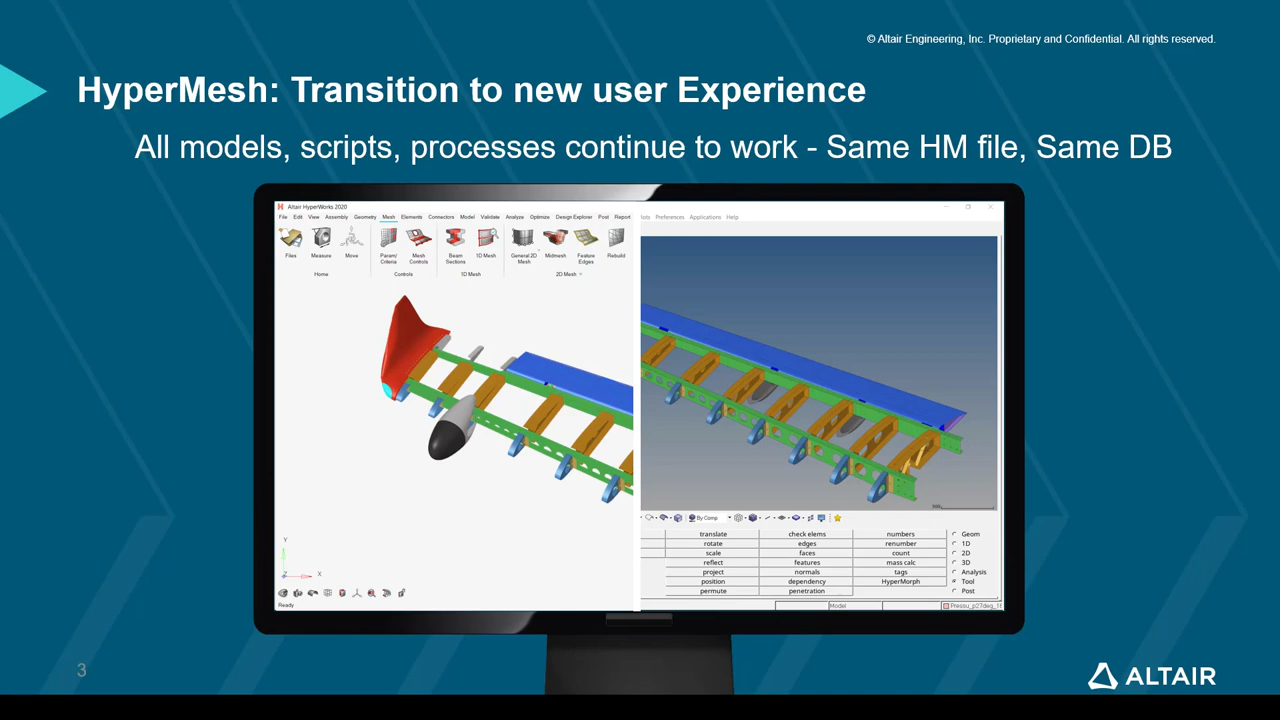 © Altair Engineering, Inc. Proprietary and Confidential. All rights reserved.
HyperMesh: Transition to new user Experience
All models, scripts, processes continue to work - Same HM file, Same DB
Altair HyperWorks 2020
File Edit View Assembly Geometry Mesh Elements Connectors Model Validate Analyze Optimize Design Explorer Post Report
Preferences Applications Help
Files Measure Move Param/ Mesh Beam 1D Mesh General 2D Midmesh Feature Rebuild
Criteria Controls Sections Mesh Edges
Home Controls 1D Mesh 2D Mesh
Y
X
Ready
By Comp
translate check elems numbers Geom
rotate edges renumber 1D
scale faces count 2D
reflect features mass calc 3D
project normals tags Analysis
position dependency HyperMorph Tool
permute penetration Post
Model
3
ALTAIR